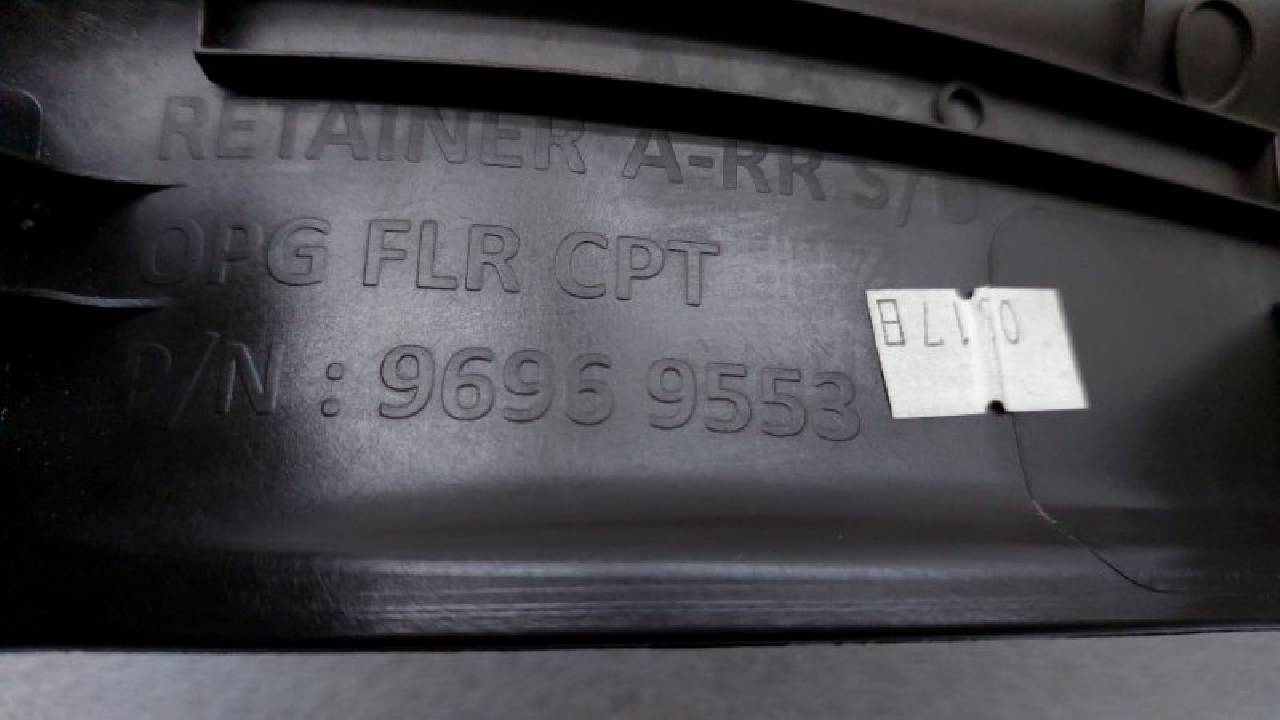 RETAINER A-RR S/D
OPG FLR CPT
P/N : 9696 9553